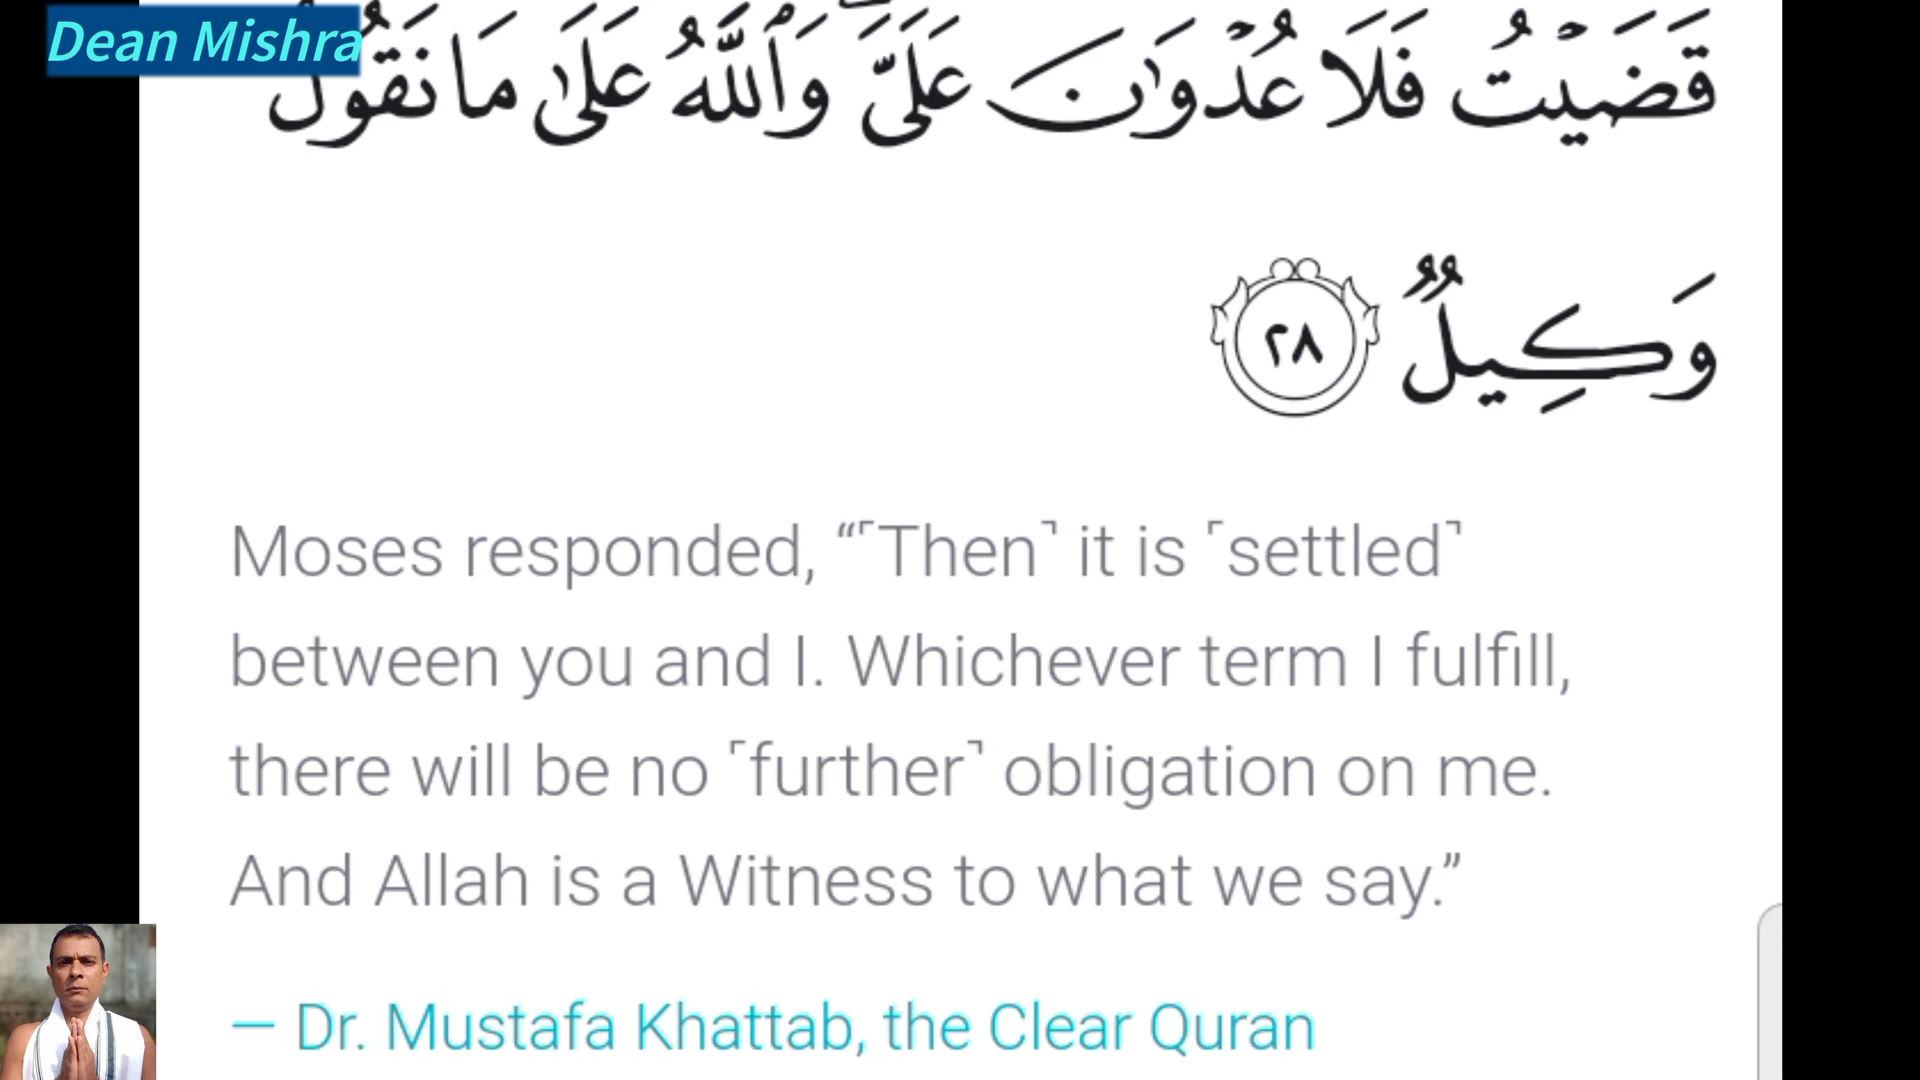 Dean Mishra
قَضَيْتُ فَلَا عُدْوَٰنَ عَلَىَّ وَٱللَّهُ عَلَىٰ مَا نَقُولُ
وَكِيلٌ ٢٨
Moses responded, “˹Then˺ it is ˹settled˺
between you and I. Whichever term I fulfill,
there will be no ˹further˺ obligation on me.
And Allah is a Witness to what we say.”
— Dr. Mustafa Khattab, the Clear Quran